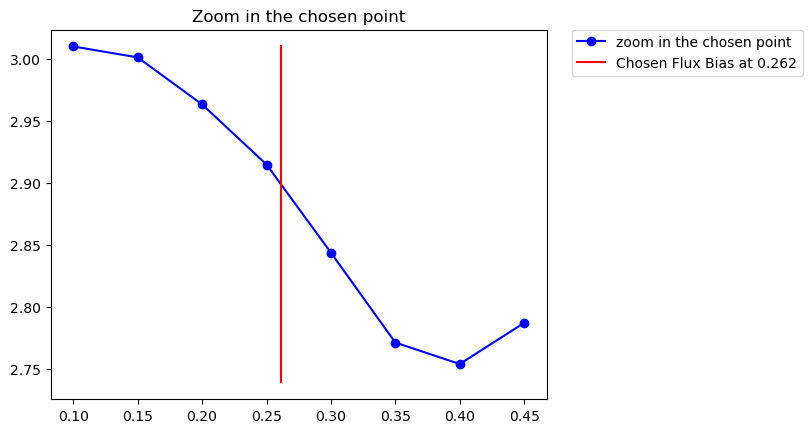 Zoom in the chosen point
zoom in the chosen point
Chosen Flux Bias at 0.262
3.00
2.95
2.90
2.85
2.80
2.75
0.10 0.15 0.20 0.25 0.30 0.35 0.40 0.45